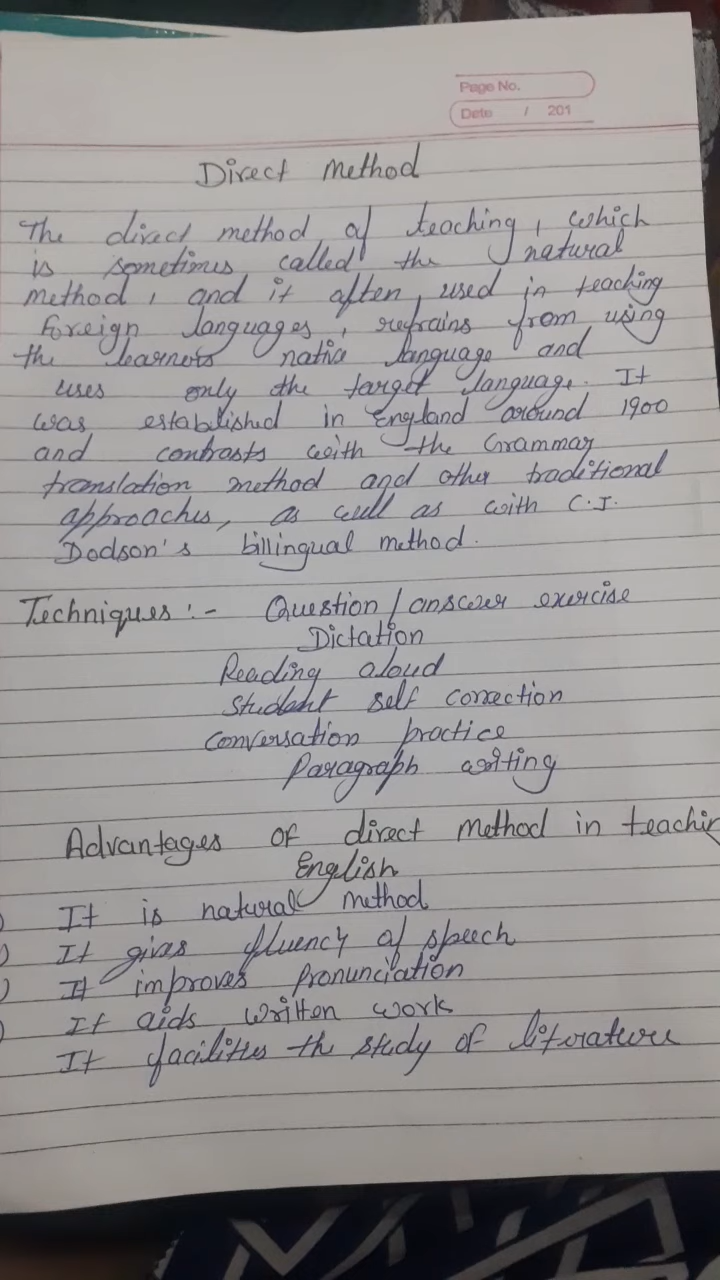 Page No.
Date / 201
Direct Method
The direct method of teaching, which
is sometimes called the natural
method, and it often used in teaching
foreign languages, refrains from using
the learners native language and
uses only the target language. It
was established in England around 1900
and contrasts with the Grammar
translation method and other traditional
approaches, as well as with C.J.
Dodson's billingual method.
Techniques :- Question/answer exercise
Dictation
Reading aloud
Student self correction
Conversation practice
Paragraph writing
Advantages of direct method in teachin
English
It is natural method
It gives fluency of speech
It improves pronunciation
It aids written work
It facilities the study of literature